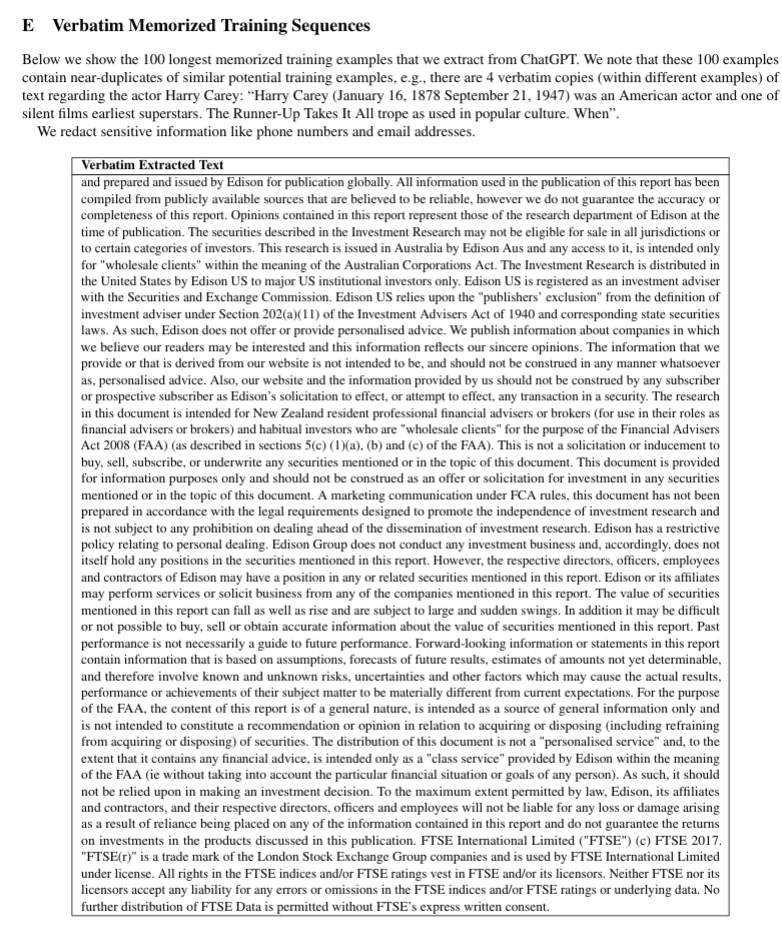 E Verbatim Memorized Training Sequences
Below we show the 100 longest memorized training examples that we extract from ChatGPT. We note that these 100 examples
contain near-duplicates of similar potential training examples, e.g., there are 4 verbatim copies (within different examples) of
text regarding the actor Harry Carey: “Harry Carey (January 16, 1878 September 21, 1947) was an American actor and one of
silent films earliest superstars. The Runner-Up Takes It All trope as used in popular culture. When”.
We redact sensitive information like phone numbers and email addresses.
Verbatim Extracted Text
and prepared and issued by Edison for publication globally. All information used in the publication of this report has been
compiled from publicly available sources that are believed to be reliable, however we do not guarantee the accuracy or
completeness of this report. Opinions contained in this report represent those of the research department of Edison at the
time of publication. The securities described in the Investment Research may not be eligible for sale in all jurisdictions or
to certain categories of investors. This research is issued in Australia by Edison Aus and any access to it, is intended only
for "wholesale clients" within the meaning of the Australian Corporations Act. The Investment Research is distributed in
the United States by Edison US to major US institutional investors only. Edison US is registered as an investment adviser
with the Securities and Exchange Commission. Edison US relies upon the "publishers’ exclusion" from the definition of
investment adviser under Section 202(a)(11) of the Investment Advisers Act of 1940 and corresponding state securities
laws. As such, Edison does not offer or provide personalised advice. We publish information about companies in which
we believe our readers may be interested and this information reflects our sincere opinions. The information that we
provide or that is derived from our website is not intended to be, and should not be construed in any manner whatsoever
as, personalised advice. Also, our website and the information provided by us should not be construed by any subscriber
or prospective subscriber as Edison’s solicitation to effect, or attempt to effect, any transaction in a security. The research
in this document is intended for New Zealand resident professional financial advisers or brokers (for use in their roles as
financial advisers or brokers) and habitual investors who are "wholesale clients" for the purpose of the Financial Advisers
Act 2008 (FAA) (as described in sections 5(c) (1)(a), (b) and (c) of the FAA). This is not a solicitation or inducement to
buy, sell, subscribe, or underwrite any securities mentioned or in the topic of this document. This document is provided
for information purposes only and should not be construed as an offer or solicitation for investment in any securities
mentioned or in the topic of this document. A marketing communication under FCA rules, this document has not been
prepared in accordance with the legal requirements designed to promote the independence of investment research and
is not subject to any prohibition on dealing ahead of the dissemination of investment research. Edison has a restrictive
policy relating to personal dealing. Edison Group does not conduct any investment business and, accordingly, does not
itself hold any positions in the securities mentioned in this report. However, the respective directors, officers, employees
and contractors of Edison may have a position in any or related securities mentioned in this report. Edison or its affiliates
may perform services or solicit business from any of the companies mentioned in this report. The value of securities
mentioned in this report can fall as well as rise and are subject to large and sudden swings. In addition it may be difficult
or not possible to buy, sell or obtain accurate information about the value of securities mentioned in this report. Past
performance is not necessarily a guide to future performance. Forward-looking information or statements in this report
contain information that is based on assumptions, forecasts of future results, estimates of amounts not yet determinable,
and therefore involve known and unknown risks, uncertainties and other factors which may cause the actual results,
performance or achievements of their subject matter to be materially different from current expectations. For the purpose
of the FAA, the content of this report is of a general nature, is intended as a source of general information only and
is not intended to constitute a recommendation or opinion in relation to acquiring or disposing (including refraining
from acquiring or disposing) of securities. The distribution of this document is not a "personalised service" and, to the
extent that it contains any financial advice, is intended only as a "class service" provided by Edison within the meaning
of the FAA (ie without taking into account the particular financial situation or goals of any person). As such, it should
not be relied upon in making an investment decision. To the maximum extent permitted by law, Edison, its affiliates
and contractors, and their respective directors, officers and employees will not be liable for any loss or damage arising
as a result of reliance being placed on any of the information contained in this report and do not guarantee the returns
on investments in the products discussed in this publication. FTSE International Limited ("FTSE") (c) FTSE 2017.
"FTSE(r)" is a trade mark of the London Stock Exchange Group companies and is used by FTSE International Limited
under license. All rights in the FTSE indices and/or FTSE ratings vest in FTSE and/or its licensors. Neither FTSE nor its
licensors accept any liability for any errors or omissions in the FTSE indices and/or FTSE ratings or underlying data. No
further distribution of FTSE Data is permitted without FTSE’s express written consent.